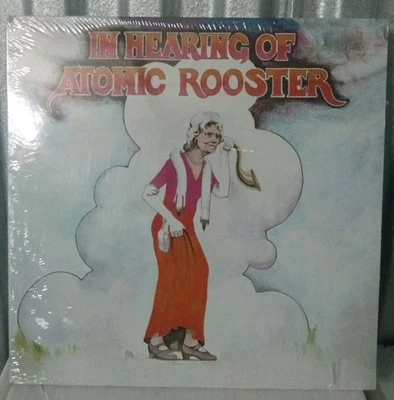 IN HEARING OF
ATOMIC ROOSTER